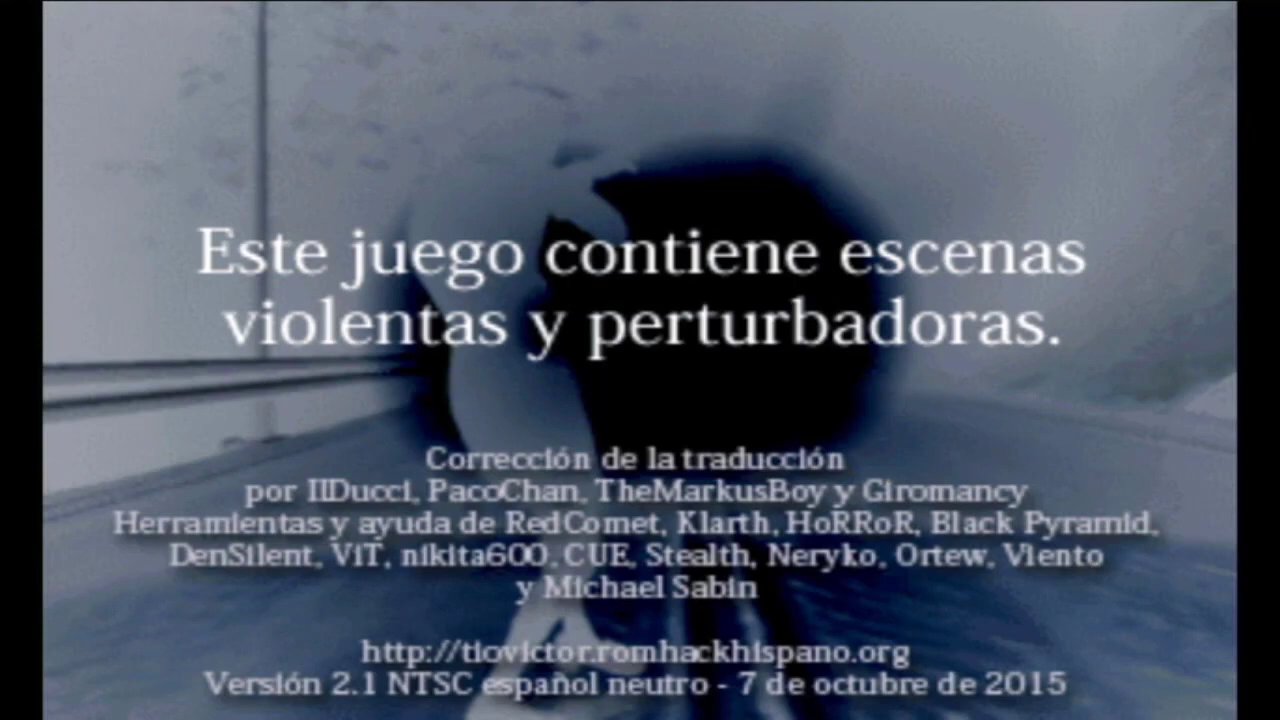 Este juego contiene escenas
violentas y perturbadoras.
Corrección de la traducción
por IlDucci, PacoChan, TheMarkusBoy y Giromancy
Herramientas y ayuda de RedComet, Klarth, HoRRoR, Black Pyramid,
DenSilent, ViT, nikita600, CUE, Stealth, Neryko, Ortew, Viento
y Michael Sabin
http://tiovictor.romhackhispano.org
Versión 2.1 NTSC español neutro - 7 de octubre de 2015